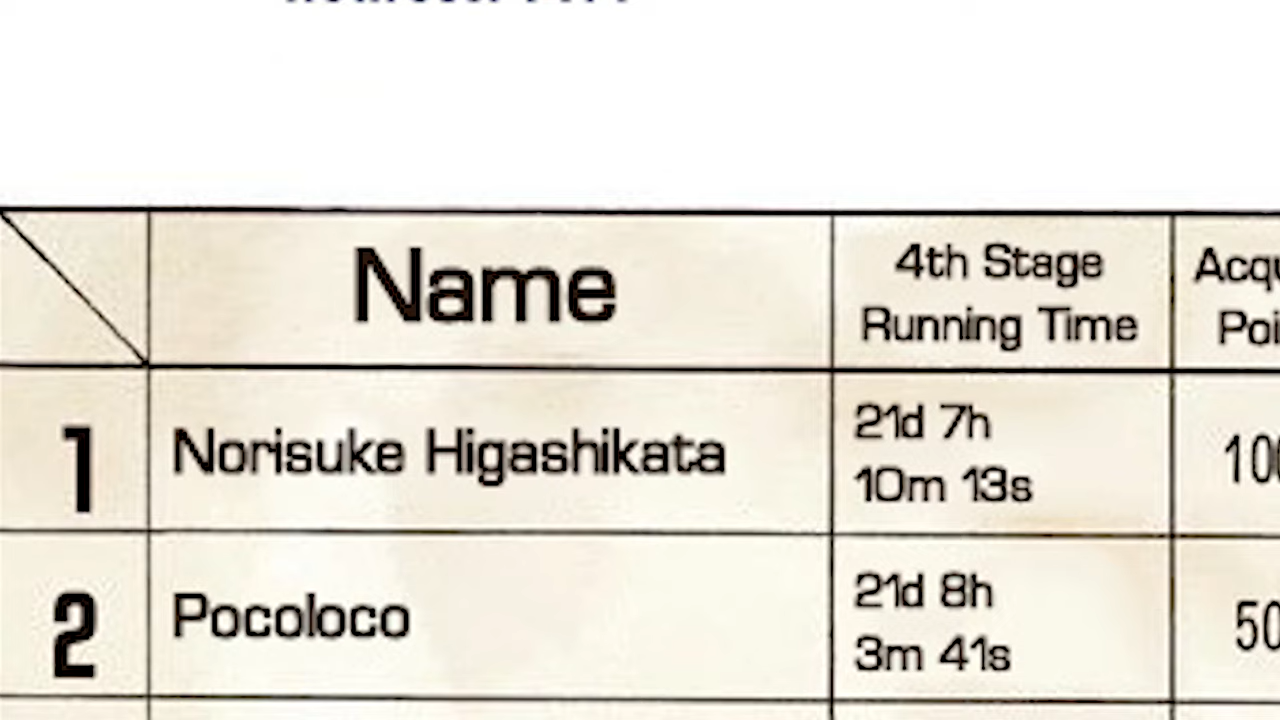 Name
4th Stage
Running Time
1
Norisuke Higashikata
21d 7h
10m 13s
2
Pocoloco
21d 8h
3m 41s